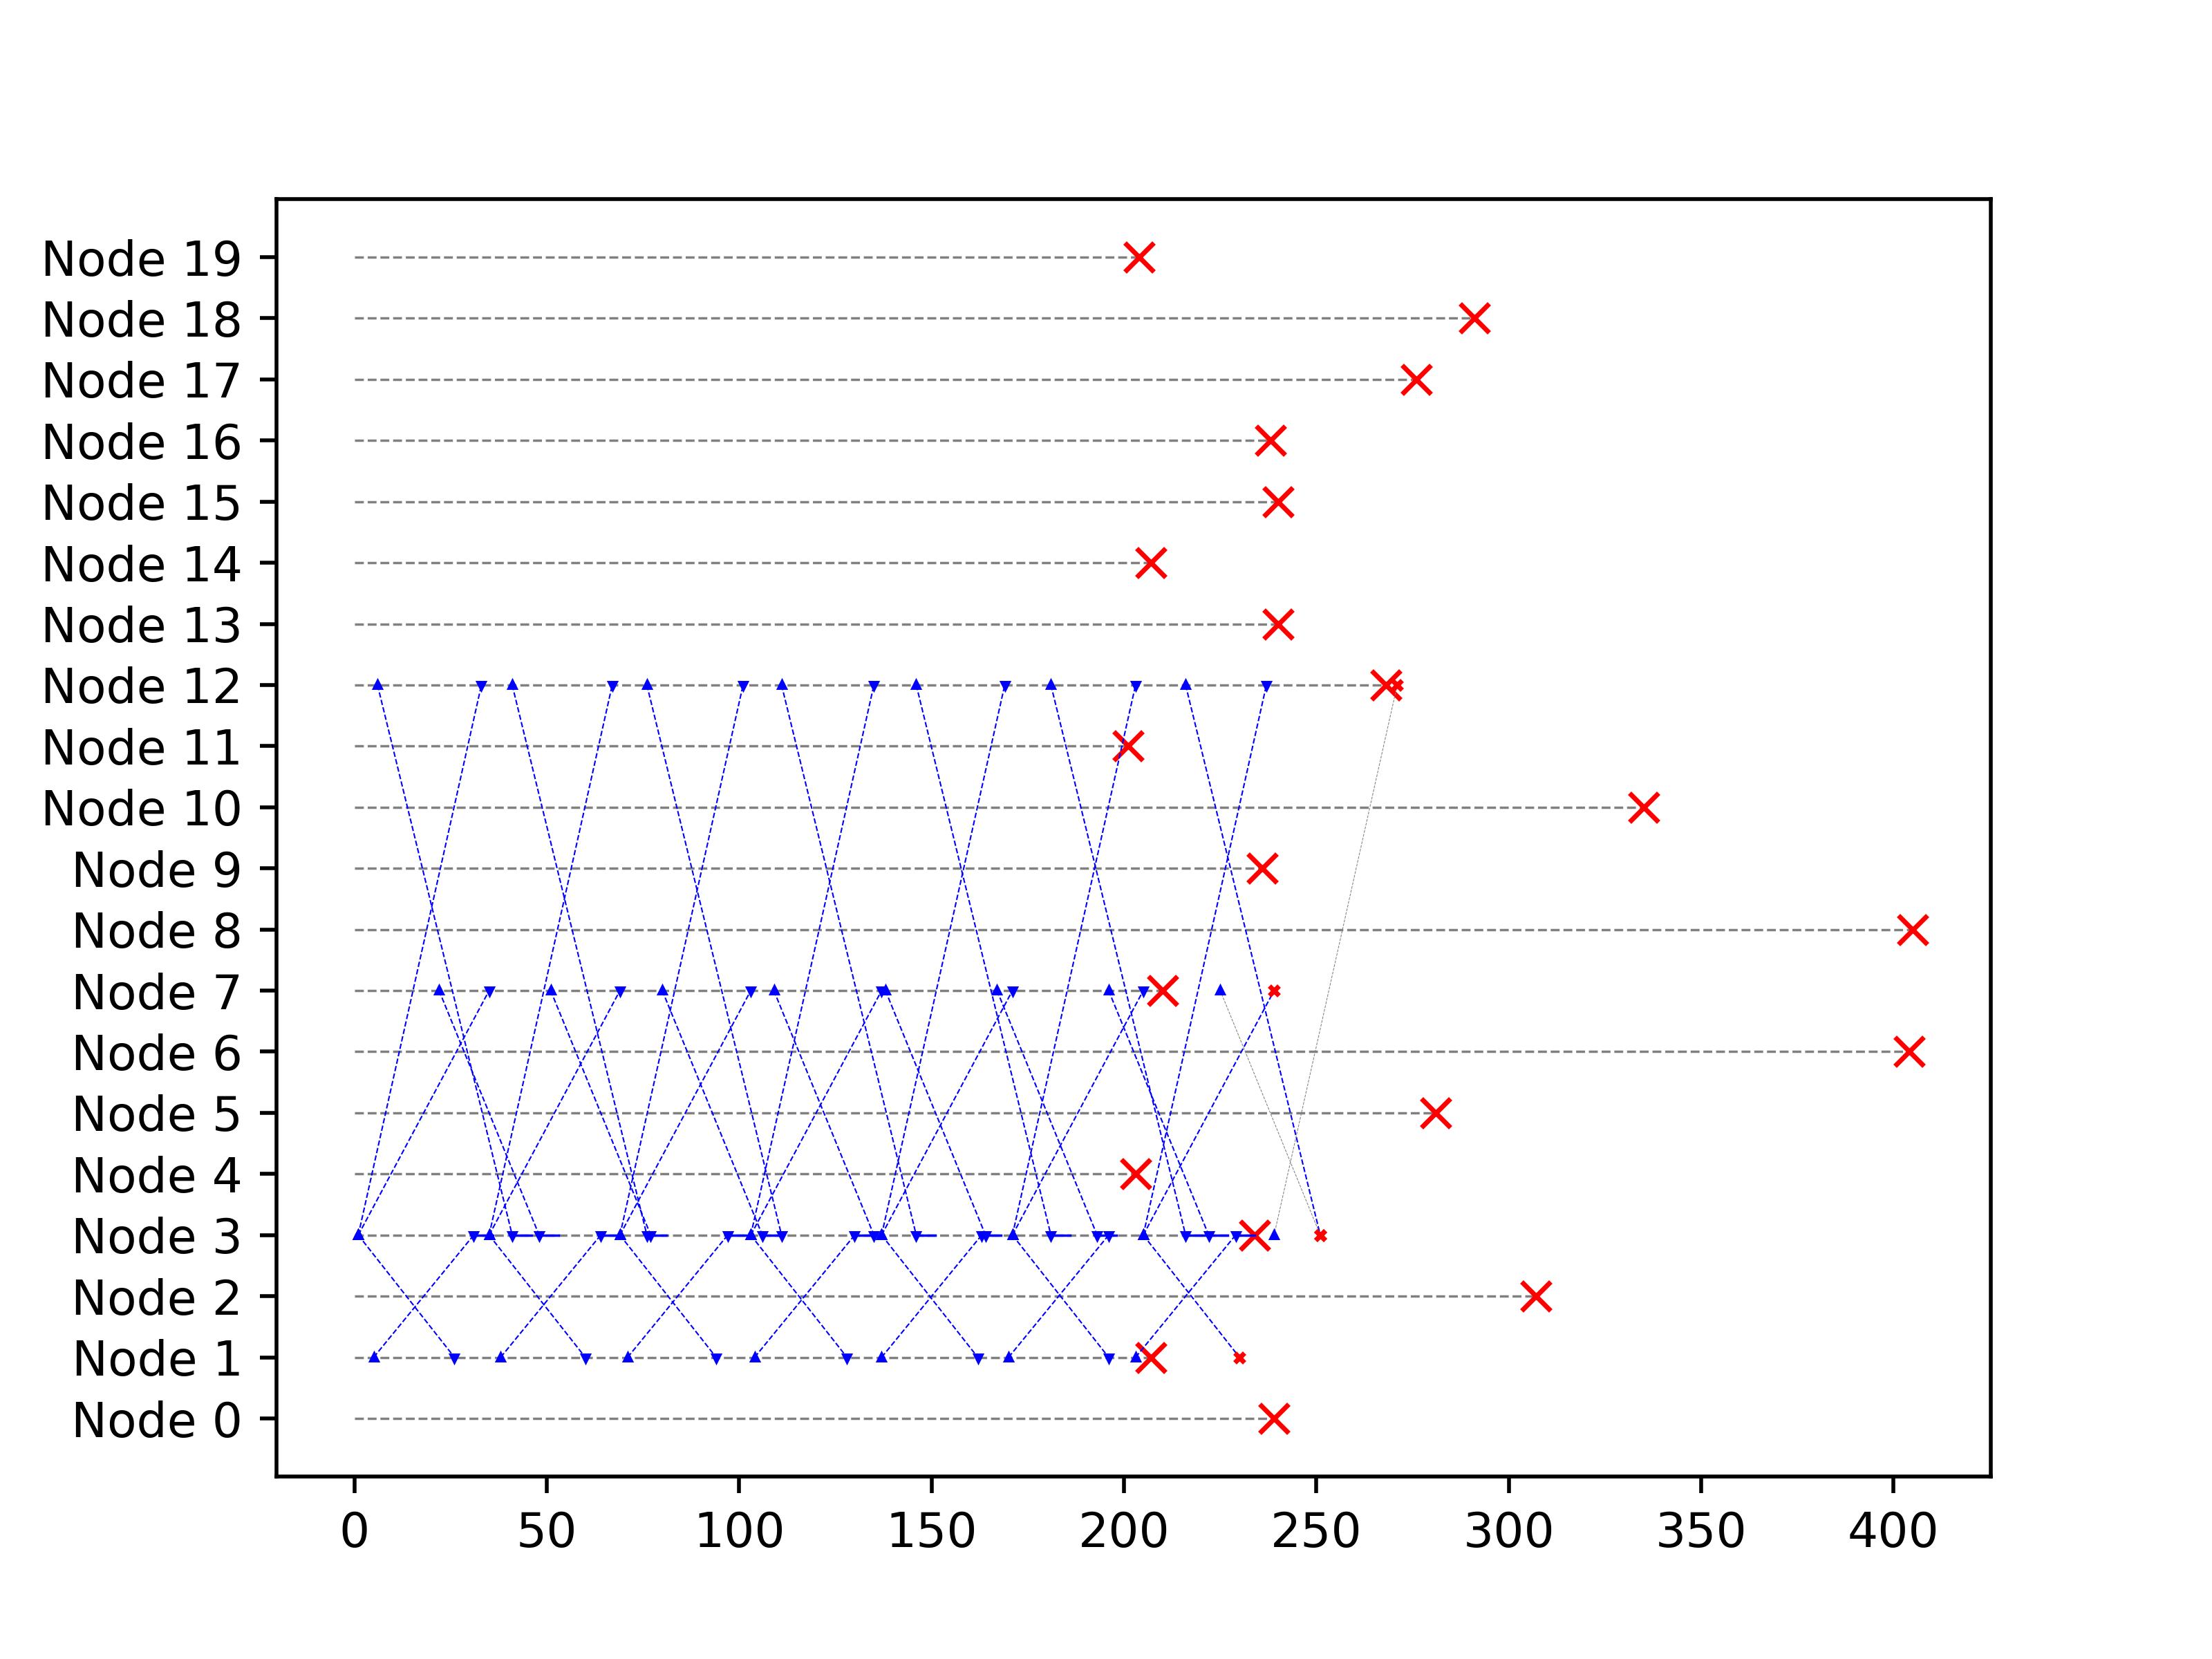 Node 19
Node 18
Node 17
Node 16
Node 15
Node 14
Node 13
Node 12
Node 11
Node 10
Node 9
Node 8
Node 7
Node 6
Node 5
Node 4
Node 3
Node 2
Node 1
Node 0
0 50 100 150 200 250 300 350 400